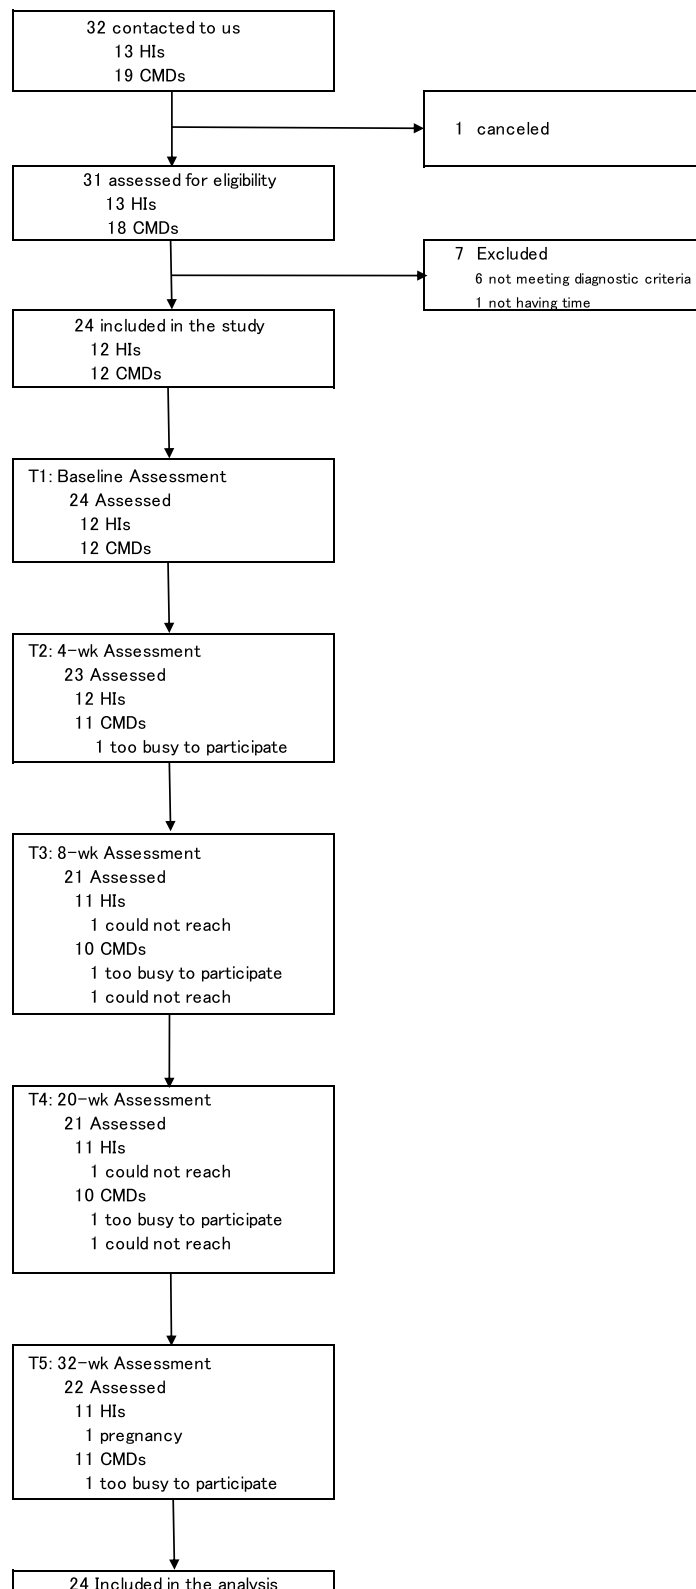 32 contacted to us
13 HIs
19 CMDs
1 canceled
31 assessed for eligibility
13 HIs
18 CMDs
7 Excluded
6 not meeting diagnostic criteria
1 not having time
24 included in the study
12 HIs
12 CMDs
T1: Baseline Assessment
24 Assessed
12 HIs
12 CMDs
T2: 4-wk Assessment
23 Assessed
12 HIs
11 CMDs
1 too busy to participate
T3: 8-wk Assessment
21 Assessed
11 HIs
1 could not reach
10 CMDs
1 too busy to participate
1 could not reach
T4: 20-wk Assessment
21 Assessed
11 HIs
1 could not reach
10 CMDs
1 too busy to participate
1 could not reach
T5: 32-wk Assessment
22 Assessed
11 HIs
1 pregnancy
11 CMDs
1 too busy to participate
24 Included in the analysis